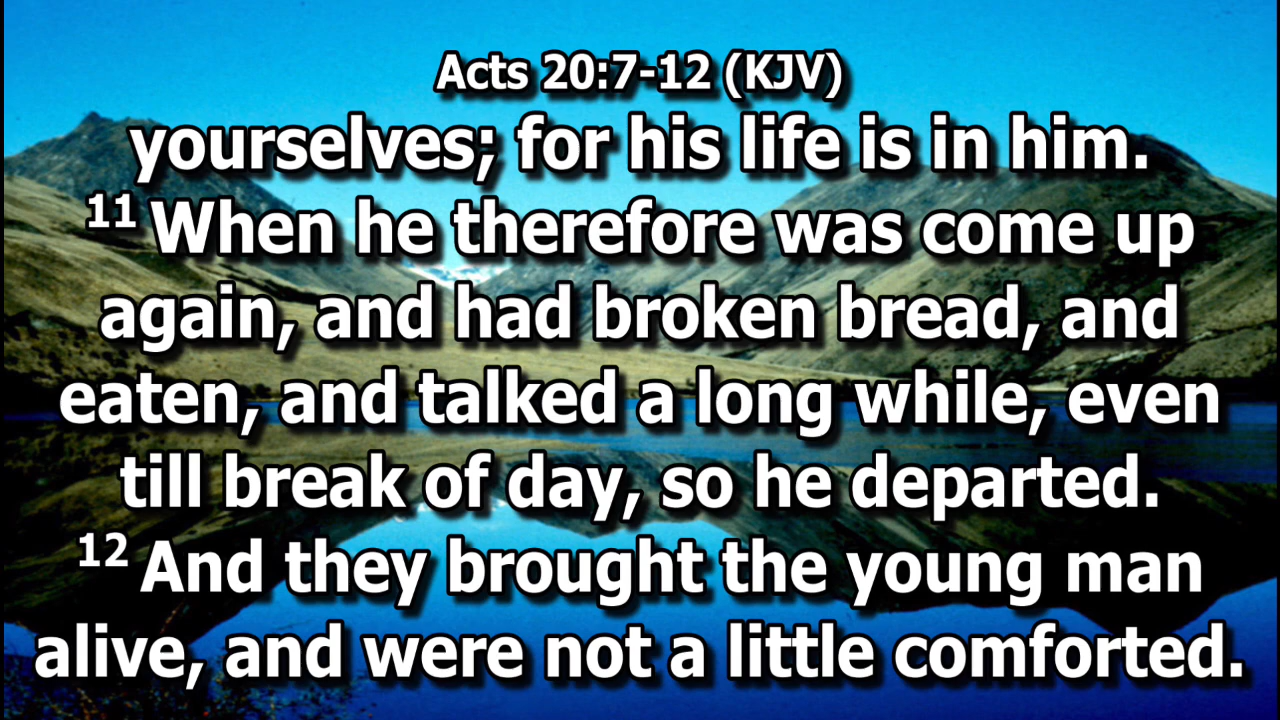 Acts 20:7-12 (KJV)
yourselves; for his life is in him.
11 When he therefore was come up
again, and had broken bread, and
eaten, and talked a long while, even
till break of day, so he departed.
12 And they brought the young man
alive, and were not a little comforted.